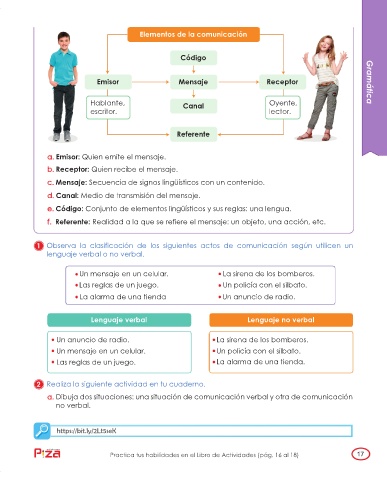 Elementos de la comunicación
Código
Emisor
Mensaje
Receptor
Hablante,
escritor.
Canal
Oyente,
lector.
Referente
Gramática
a. Emisor: Quien emite el mensaje.
b. Receptor: Quien recibe el mensaje.
c. Mensaje: Secuencia de signos lingüísticos con un contenido.
d. Canal: Medio de transmisión del mensaje.
e. Código: Conjunto de elementos lingüísticos y sus reglas: una lengua.
f. Referente: Realidad a la que se refiere el mensaje: un objeto, una acción, etc.
1 Observa la clasificación de los siguientes actos de comunicación según utilicen un
lenguaje verbal o no verbal.
• Un mensaje en un celular.
• La sirena de los bomberos.
• Las reglas de un juego.
• Un policía con el silbato.
• La alarma de una tienda
• Un anuncio de radio.
Lenguaje verbal
Lenguaje no verbal
• Un anuncio de radio.
• La sirena de los bomberos.
• Un mensaje en un celular.
• Un policía con el silbato.
• Las reglas de un juego.
• La alarma de una tienda.
2 Realiza la siguiente actividad en tu cuaderno.
a. Dibuja dos situaciones: una situación de comunicación verbal y otra de comunicación
no verbal.
https://bit.ly/2LtSseK
Piza
Practica tus habilidades en el Libro de Actividades (pág. 16 al 18)
17